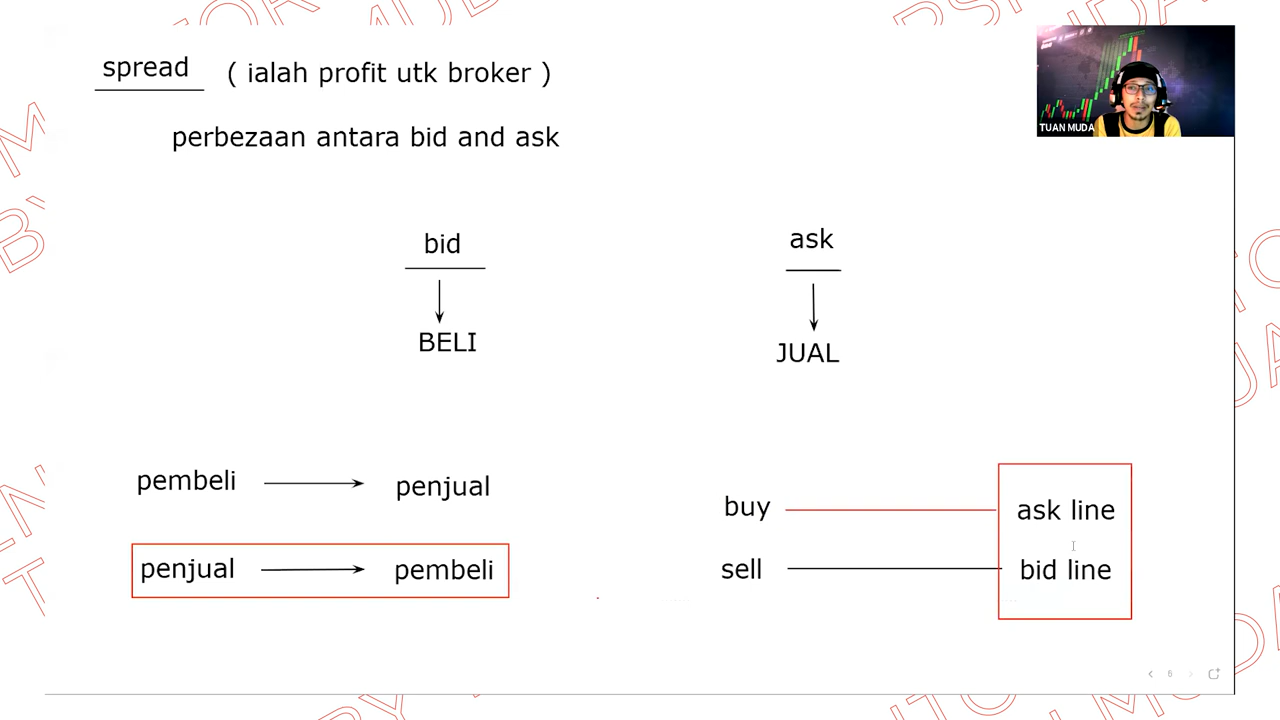 spread ( ialah profit utk broker )
perbezaan antara bid and ask
TUAN MUDA
bid ask
BELI JUAL
pembeli penjual
penjual pembeli
buy ask line
sell bid line
6